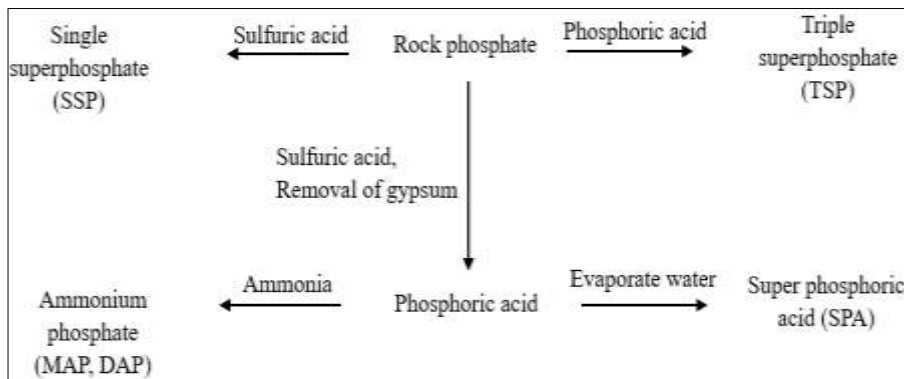 Single
superphosphate
(SSP)
Sulfuric acid
Rock phosphate
Phosphoric acid
Triple
superphosphate
(TSP)
Sulfuric acid,
Removal of gypsum
Ammonium
phosphate
(MAP, DAP)
Ammonia
Phosphoric acid
Evaporate water
Super phosphoric
acid (SPA)